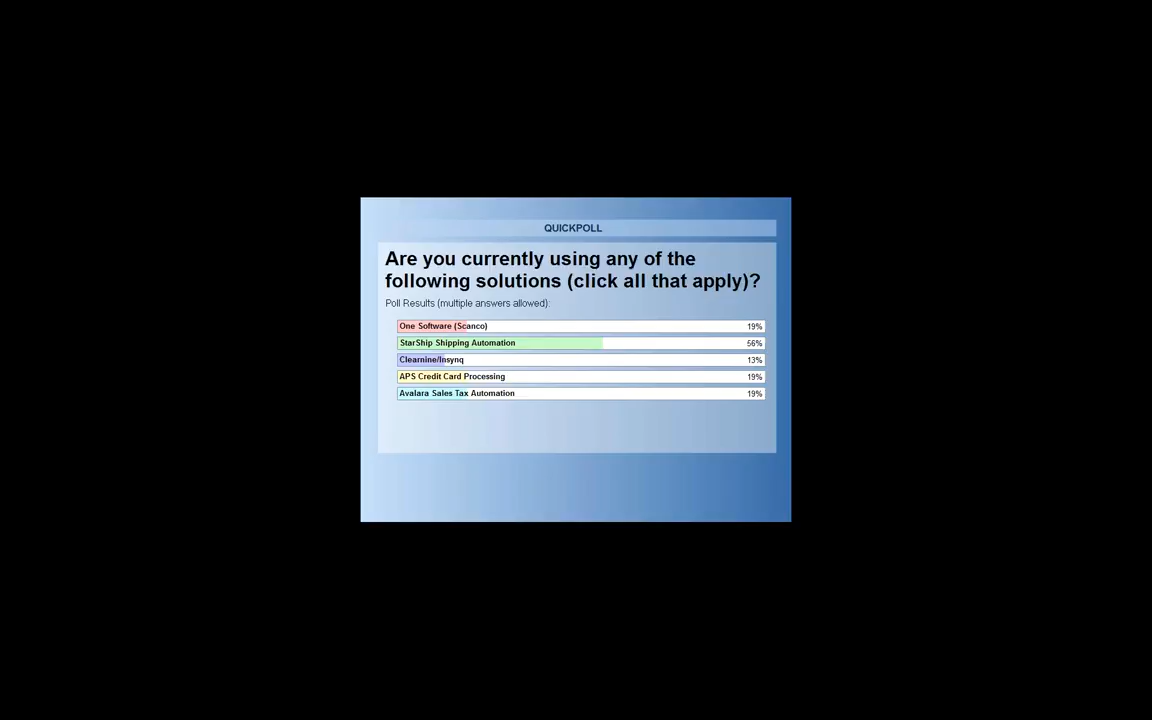 QUICKPOLL
Are you currently using any of the
following solutions (click all that apply)?
Poll Results (multiple answers allowed):
One Software (Scanco) 19%
StarShip Shipping Automation 56%
Clearnine/Insynq 13%
APS Credit Card Processing 19%
Avalara Sales Tax Automation 19%